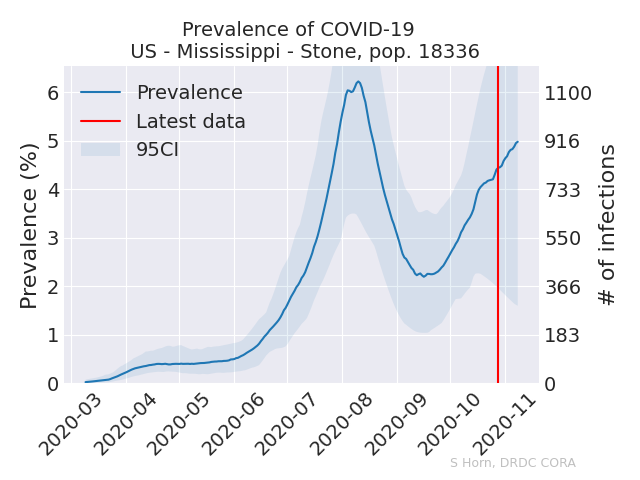 Prevalence of COVID-19
US - Mississippi - Stone, pop. 18336
Prevalence (%)
6
5
4
3
2
1
0
Prevalence
Latest data
95CI
1100
916
733
550
366
183
0
# of infections
2020-03
2020-04
2020-05
2020-06
2020-07
2020-08
2020-09
2020-10
2020-11
S Horn, DRDC CORA